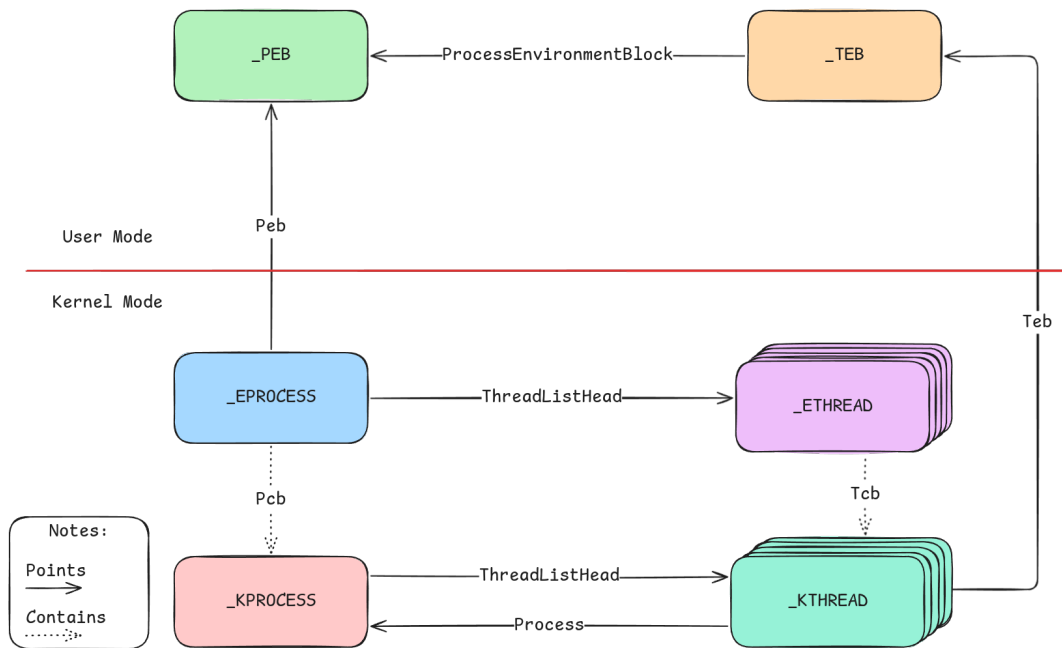 _PEB
ProcessEnvironmentBlock
_TEB
Peb
User Mode
Kernel Mode
Teb
_EPROCESS
ThreadListHead
_ETHREAD
Pcb
Tcb
Notes:
Points
Contains
_KPROCESS
ThreadListHead
_KTHREAD
Process